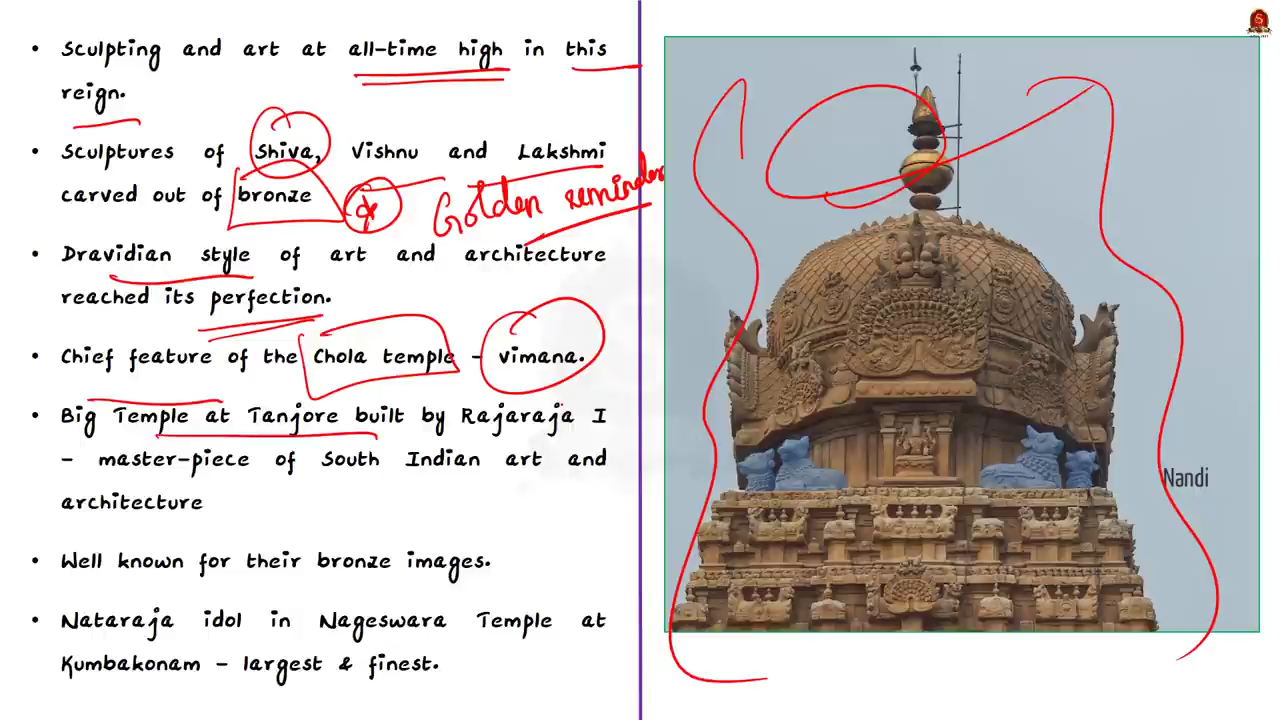 • Sculpting and art at all-time high in this
reign.
• Sculptures of Shiva, Vishnu and Lakshmi
carved out of bronze
Golden reminder
• Dravidian style of art and architecture
reached its perfection.
• Chief feature of the Chola temple - vimana.
• Big Temple at Tanjore built by Rajaraja I
- master-piece of South Indian art and
architecture
• Well known for their bronze images.
• Nataraja idol in Nageswara Temple at
Kumbakonam - largest & finest.
Nandi